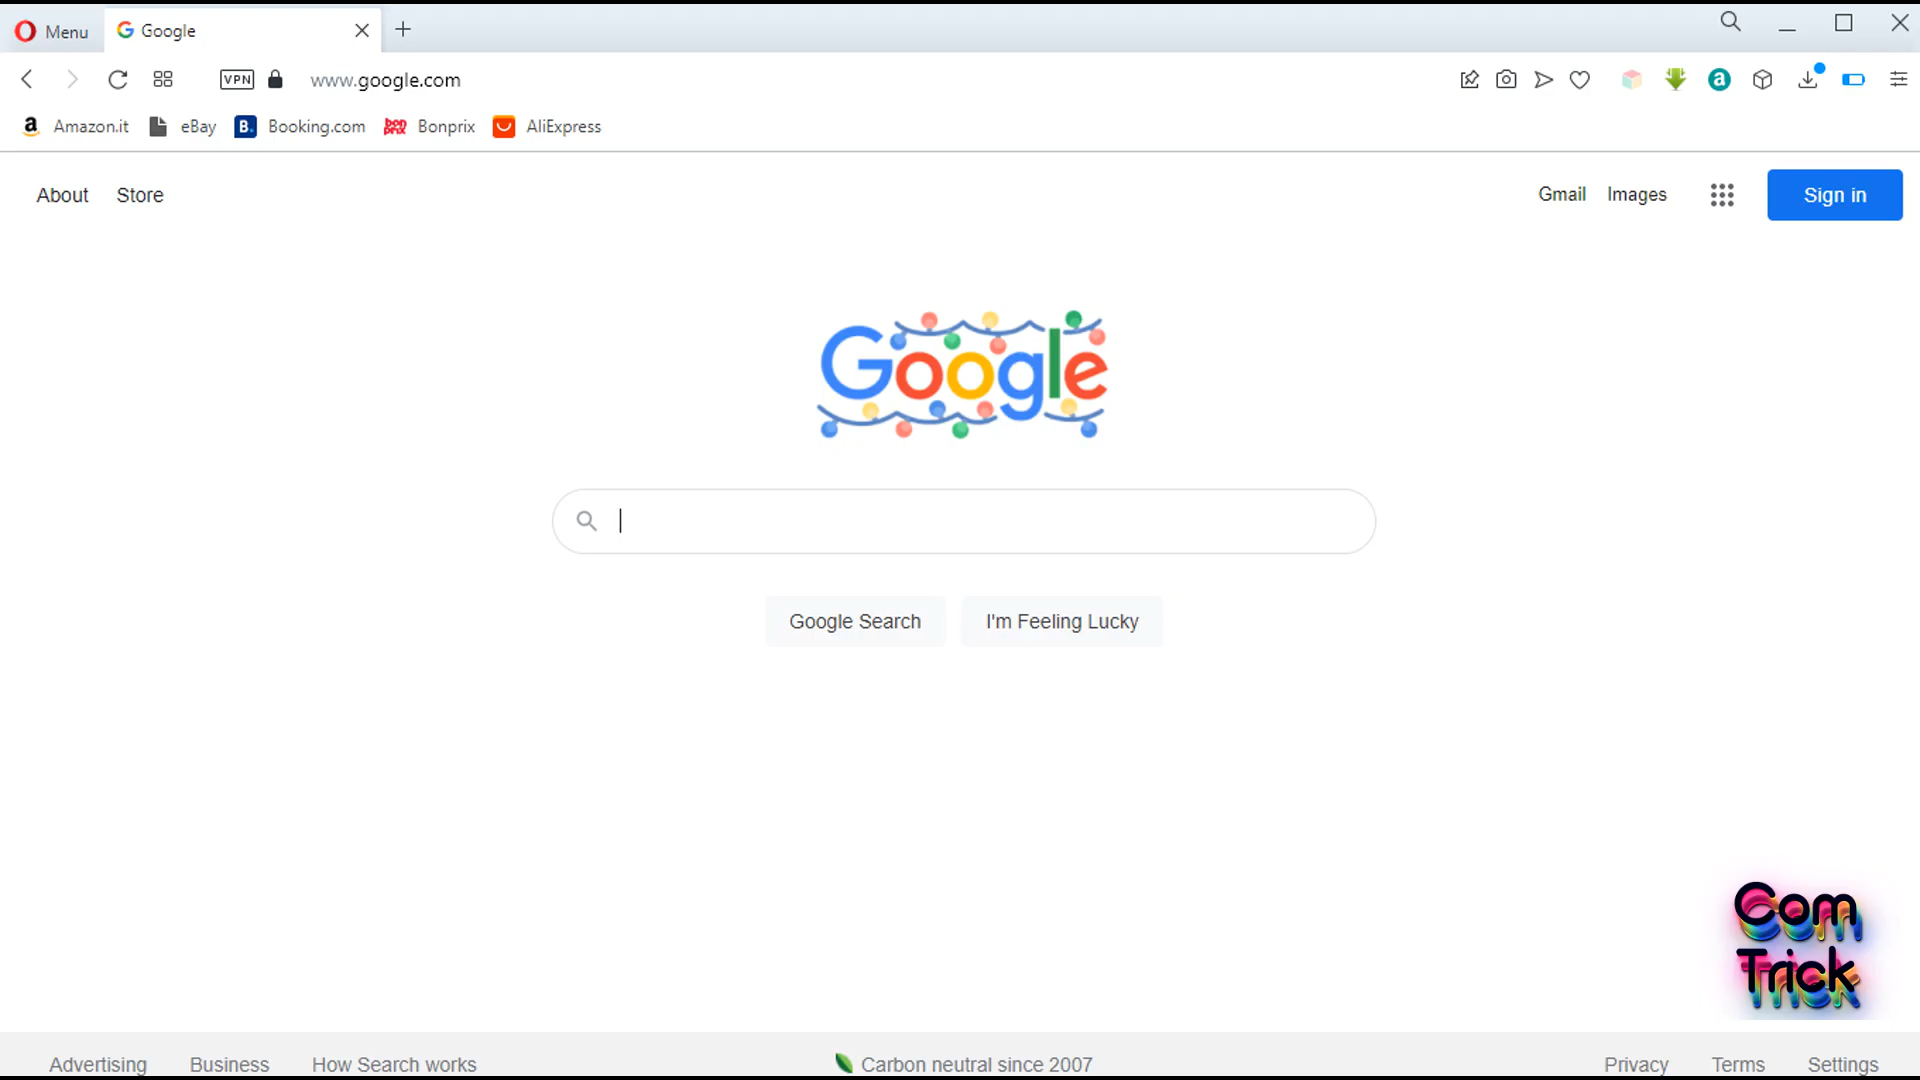 Menu
Google
VPN
www.google.com
a
a Amazon.it
eBay
B. Booking.com
bon prix Bonprix
AliExpress
About
Store
Gmail
Images
Sign in
Google
Google Search
I'm Feeling Lucky
Com
Trick
Advertising
Business
How Search works
Carbon neutral since 2007
Privacy
Terms
Settings